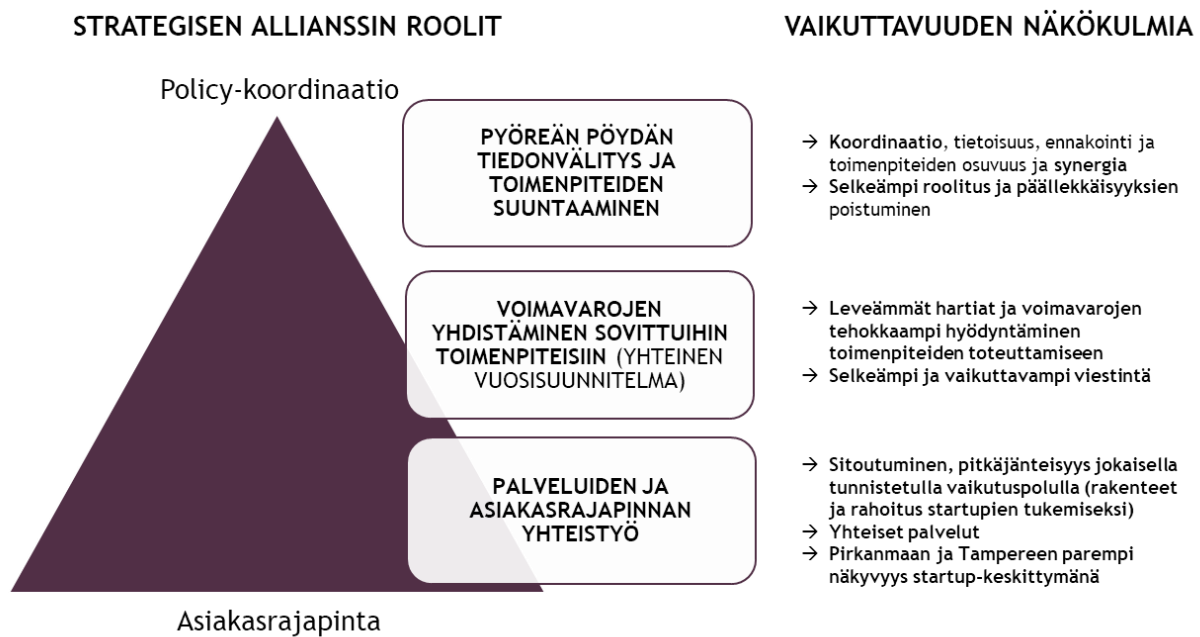 STRATEGISEN ALLIANSSIN ROOLIT
VAIKUTTAVUUDEN NÄKÖKULMIA
Policy-koordinaatio
PYÖREÄN PÖYDÄN
TIEDONVÄLITYS JA
TOIMENPITEIDEN
SUUNTAAMINEN
→ Koordinaatio, tietoisuus, ennakointi ja
toimenpiteiden osuvuus ja synergia
→ Selkeämpi roolitus ja päällekkäisyyksien
poistuminen
VOIMAVAROJEN
YHDISTÄMINEN SOVITTUIHIN
TOIMENPITEISIIN (YHTEINEN
VUOSISUUNNITELMA)
→ Leveämmät hartiat ja voimavarojen
tehokkaampi hyödyntäminen
toimenpiteiden toteuttamiseen
→ Selkeämpi ja vaikuttavampi viestintä
PALVELUIDEN JA
ASIAKASRAJAPINNAN
YHTEISTYÖ
→ Sitoutuminen, pitkäjänteisyys jokaisella
tunnistetulla vaikutuspolulla (rakenteet
ja rahoitus startupien tukemiseksi)
→ Yhteiset palvelut
→ Pirkanmaan ja Tampereen parempi
näkyvyys startup-keskittymänä
Asiakasrajapinta